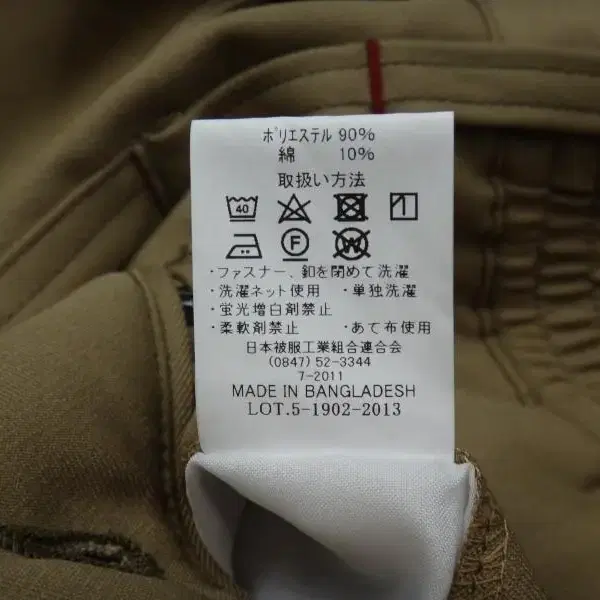 ポリエステル 90%
綿 10%
取扱い方法
40
F W
・ファスナー、釦を閉めて洗濯
・洗濯ネット使用 ・単独洗濯
・蛍光増白剤禁止
・柔軟剤禁止 ・あて布使用
日本被服工業組合連合会
(0847) 52-3344
7-2011
MADE IN BANGLADESH
LOT.5-1902-2013